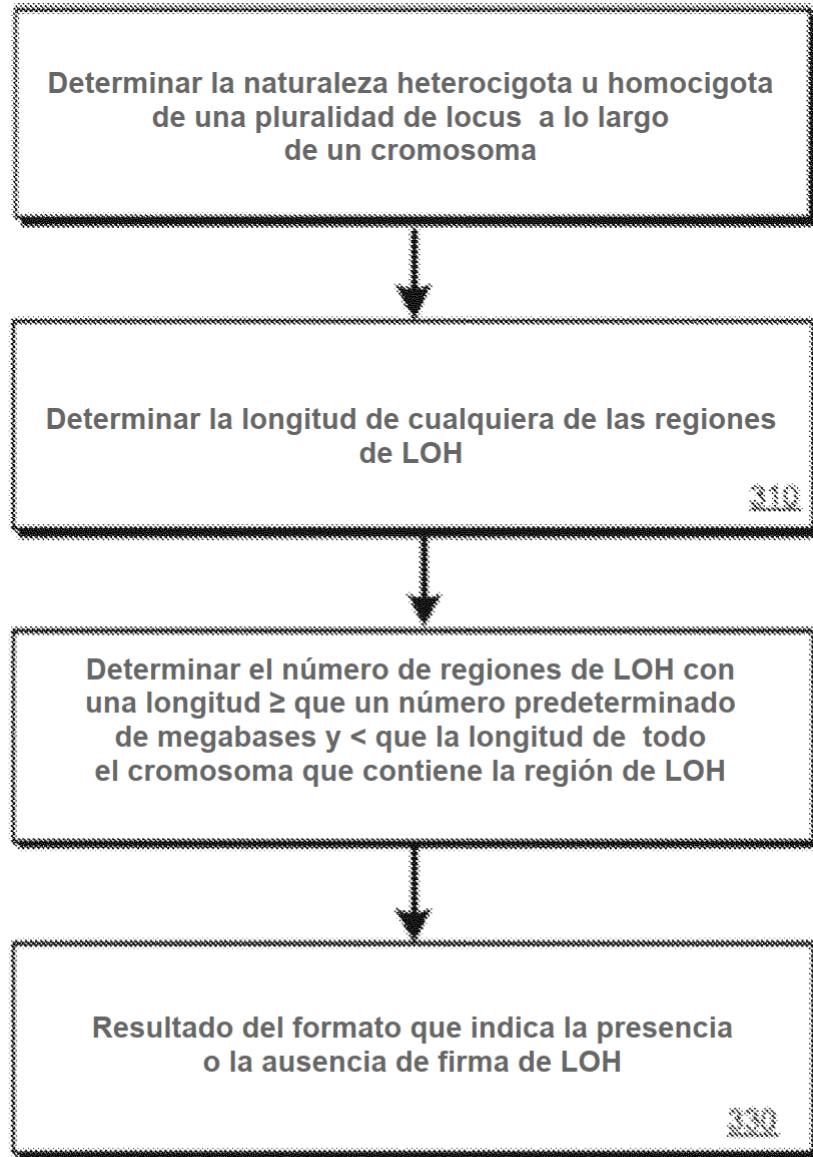 Determinar la naturaleza heterocigota u homocigota
de una pluralidad de locus a lo largo
de un cromosoma
Determinar la longitud de cualquiera de las regiones
de LOH
310
Determinar el número de regiones de LOH con
una longitud ≥ que un número predeterminado
de megabases y < que la longitud de todo
el cromosoma que contiene la región de LOH
Resultado del formato que indica la presencia
o la ausencia de firma de LOH
330